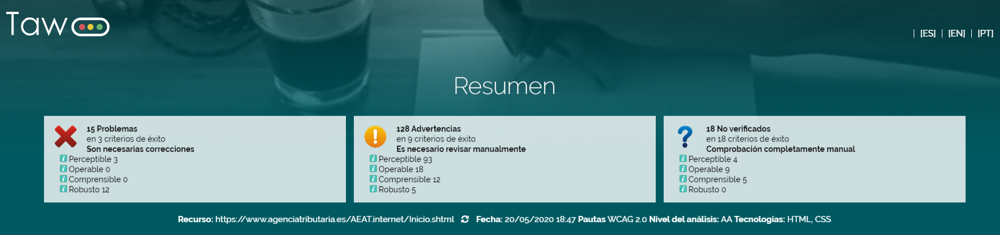 Taw
[ES] [EN] [PT]
Resumen
15 Problemas
en 3 criterios de éxito
Son necesarias correcciones
Perceptible 3
Operable 0
Comprensible 0
Robusto 12
128 Advertencias
en 9 criterios de éxito
Es necesario revisar manualmente
Perceptible 93
Operable 18
Comprensible 12
Robusto 5
18 No verificados
en 18 criterios de éxito
Comprobación completamente manual
Perceptible 4
Operable 9
Comprensible 5
Robusto 0
Recurso: https://www.agenciatributaria.es/AEAT.internet/Inicio.shtml Fecha: 20/05/2020 18:47 Pautas WCAG 2.0 Nivel del análisis: AA Tecnologías: HTML, CSS